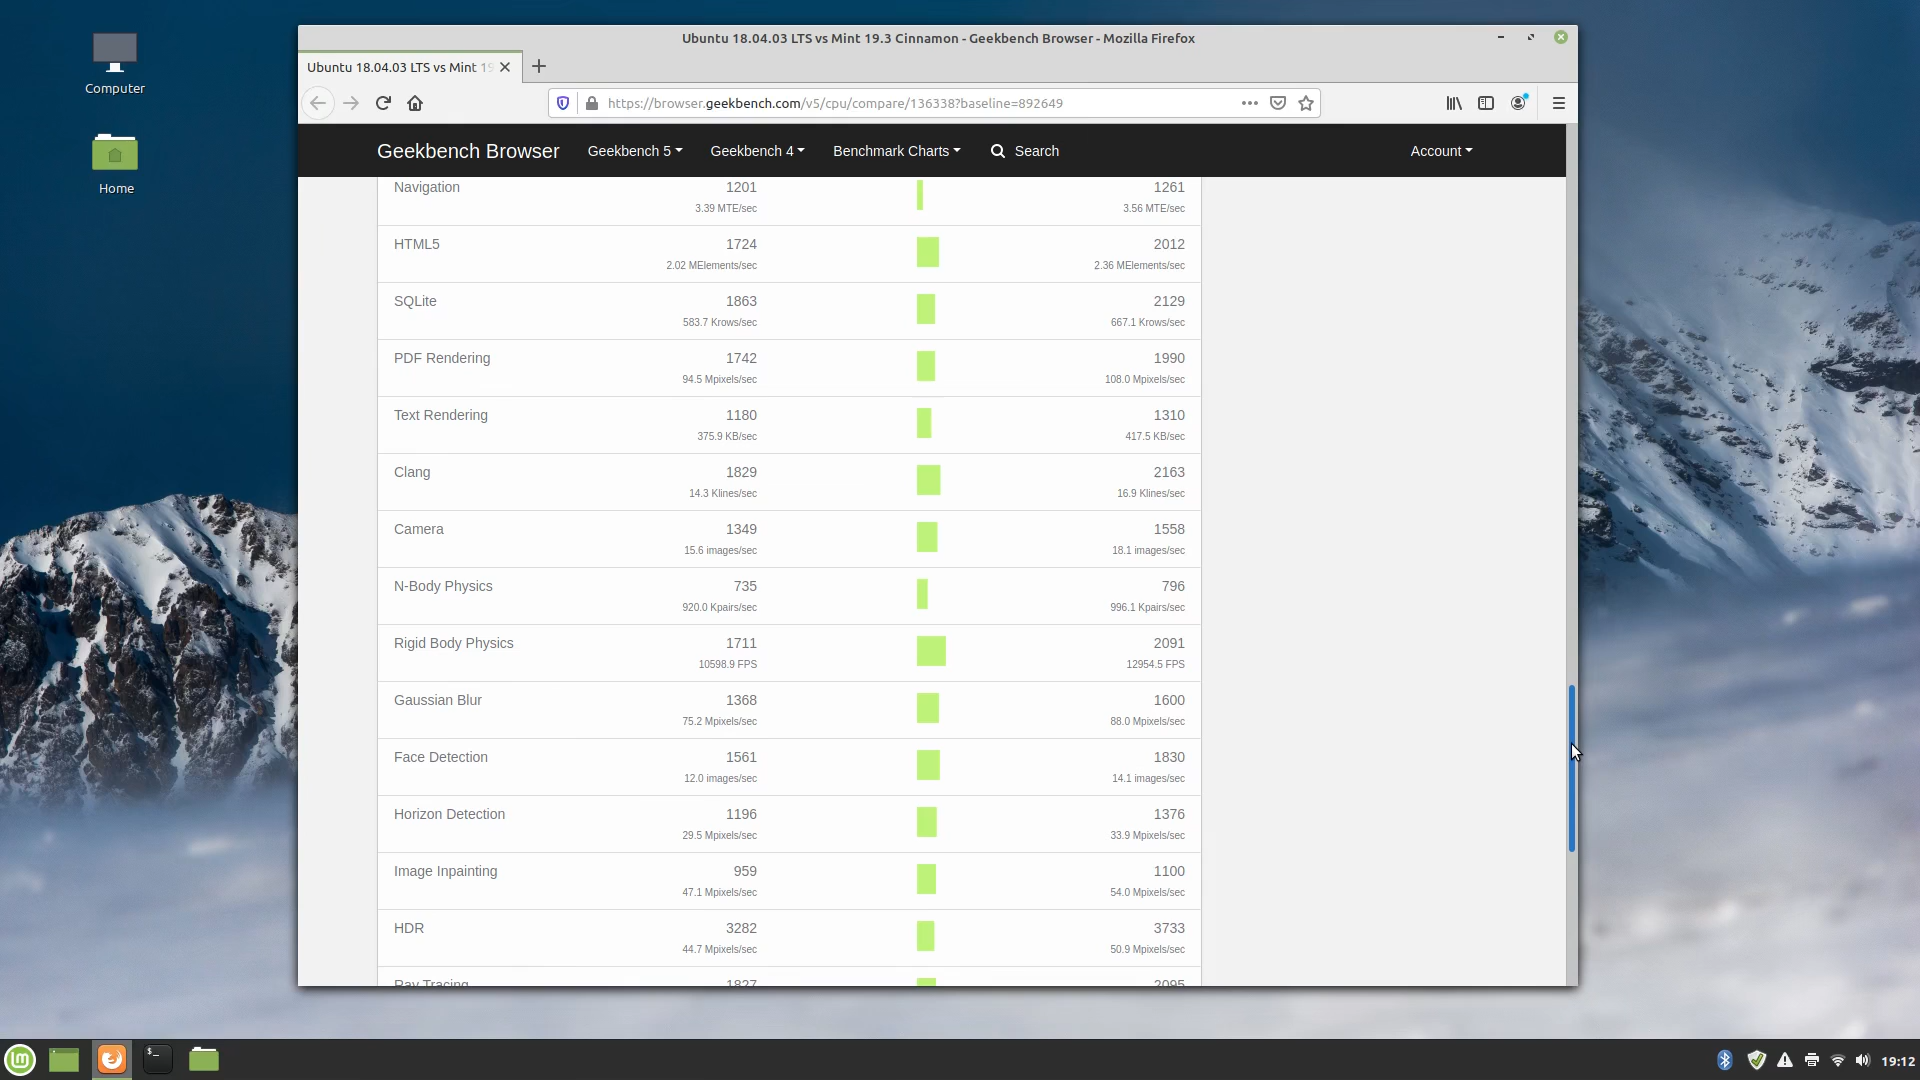 Computer
Home
Ubuntu 18.04.03 LTS vs Mint 19.3 Cinnamon - Geekbench Browser - Mozilla Firefox
Ubuntu 18.04.03 LTS vs Mint 19
https://browser.geekbench.com/v5/cpu/compare/136338?baseline=892649
Geekbench Browser Geekbench 5 Geekbench 4 Benchmark Charts Search Account
Navigation 1201 1261
3.39 MTE/sec 3.56 MTE/sec
HTML5 1724 2012
2.02 MElements/sec 2.36 MElements/sec
SQLite 1863 2129
583.7 Krows/sec 667.1 Krows/sec
PDF Rendering 1742 1990
94.5 Mpixels/sec 108.0 Mpixels/sec
Text Rendering 1180 1310
375.9 KB/sec 417.5 KB/sec
Clang 1829 2163
14.3 Klines/sec 16.9 Klines/sec
Camera 1349 1558
15.6 images/sec 18.1 images/sec
N-Body Physics 735 796
920.0 Kpairs/sec 996.1 Kpairs/sec
Rigid Body Physics 1711 2091
10598.9 FPS 12954.5 FPS
Gaussian Blur 1368 1600
75.2 Mpixels/sec 88.0 Mpixels/sec
Face Detection 1561 1830
12.0 images/sec 14.1 images/sec
Horizon Detection 1196 1376
29.5 Mpixels/sec 33.9 Mpixels/sec
Image Inpainting 959 1100
47.1 Mpixels/sec 54.0 Mpixels/sec
HDR 3282 3733
44.7 Mpixels/sec 50.9 Mpixels/sec
Ray Tracing 1827 2095
19:12